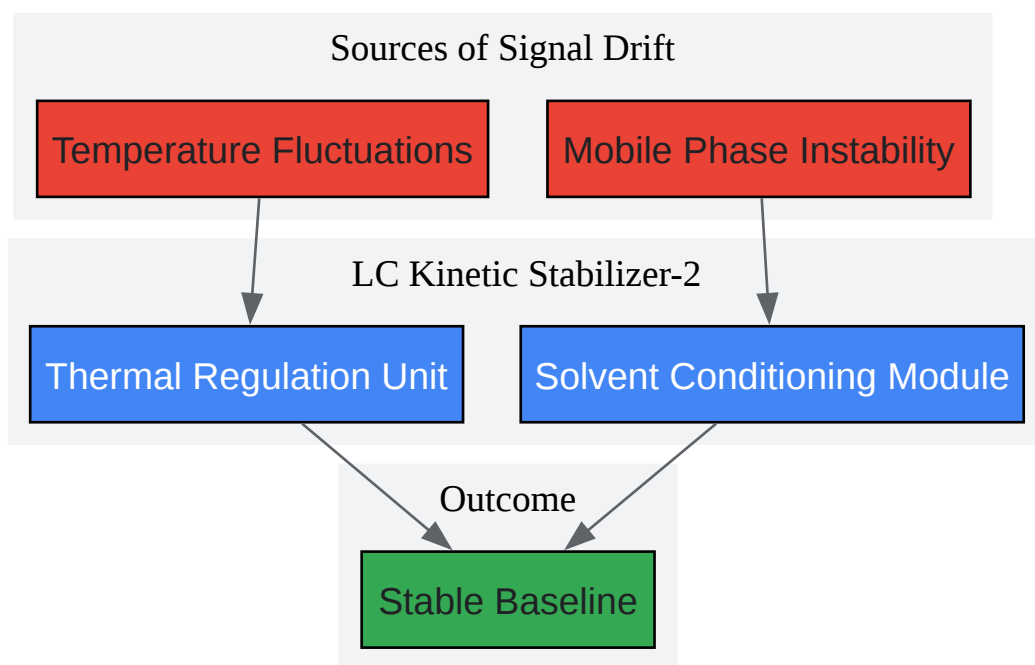 Sources of Signal Drift
Temperature Fluctuations
Mobile Phase Instability
LC Kinetic Stabilizer-2
Thermal Regulation Unit
Solvent Conditioning Module
Outcome
Stable Baseline